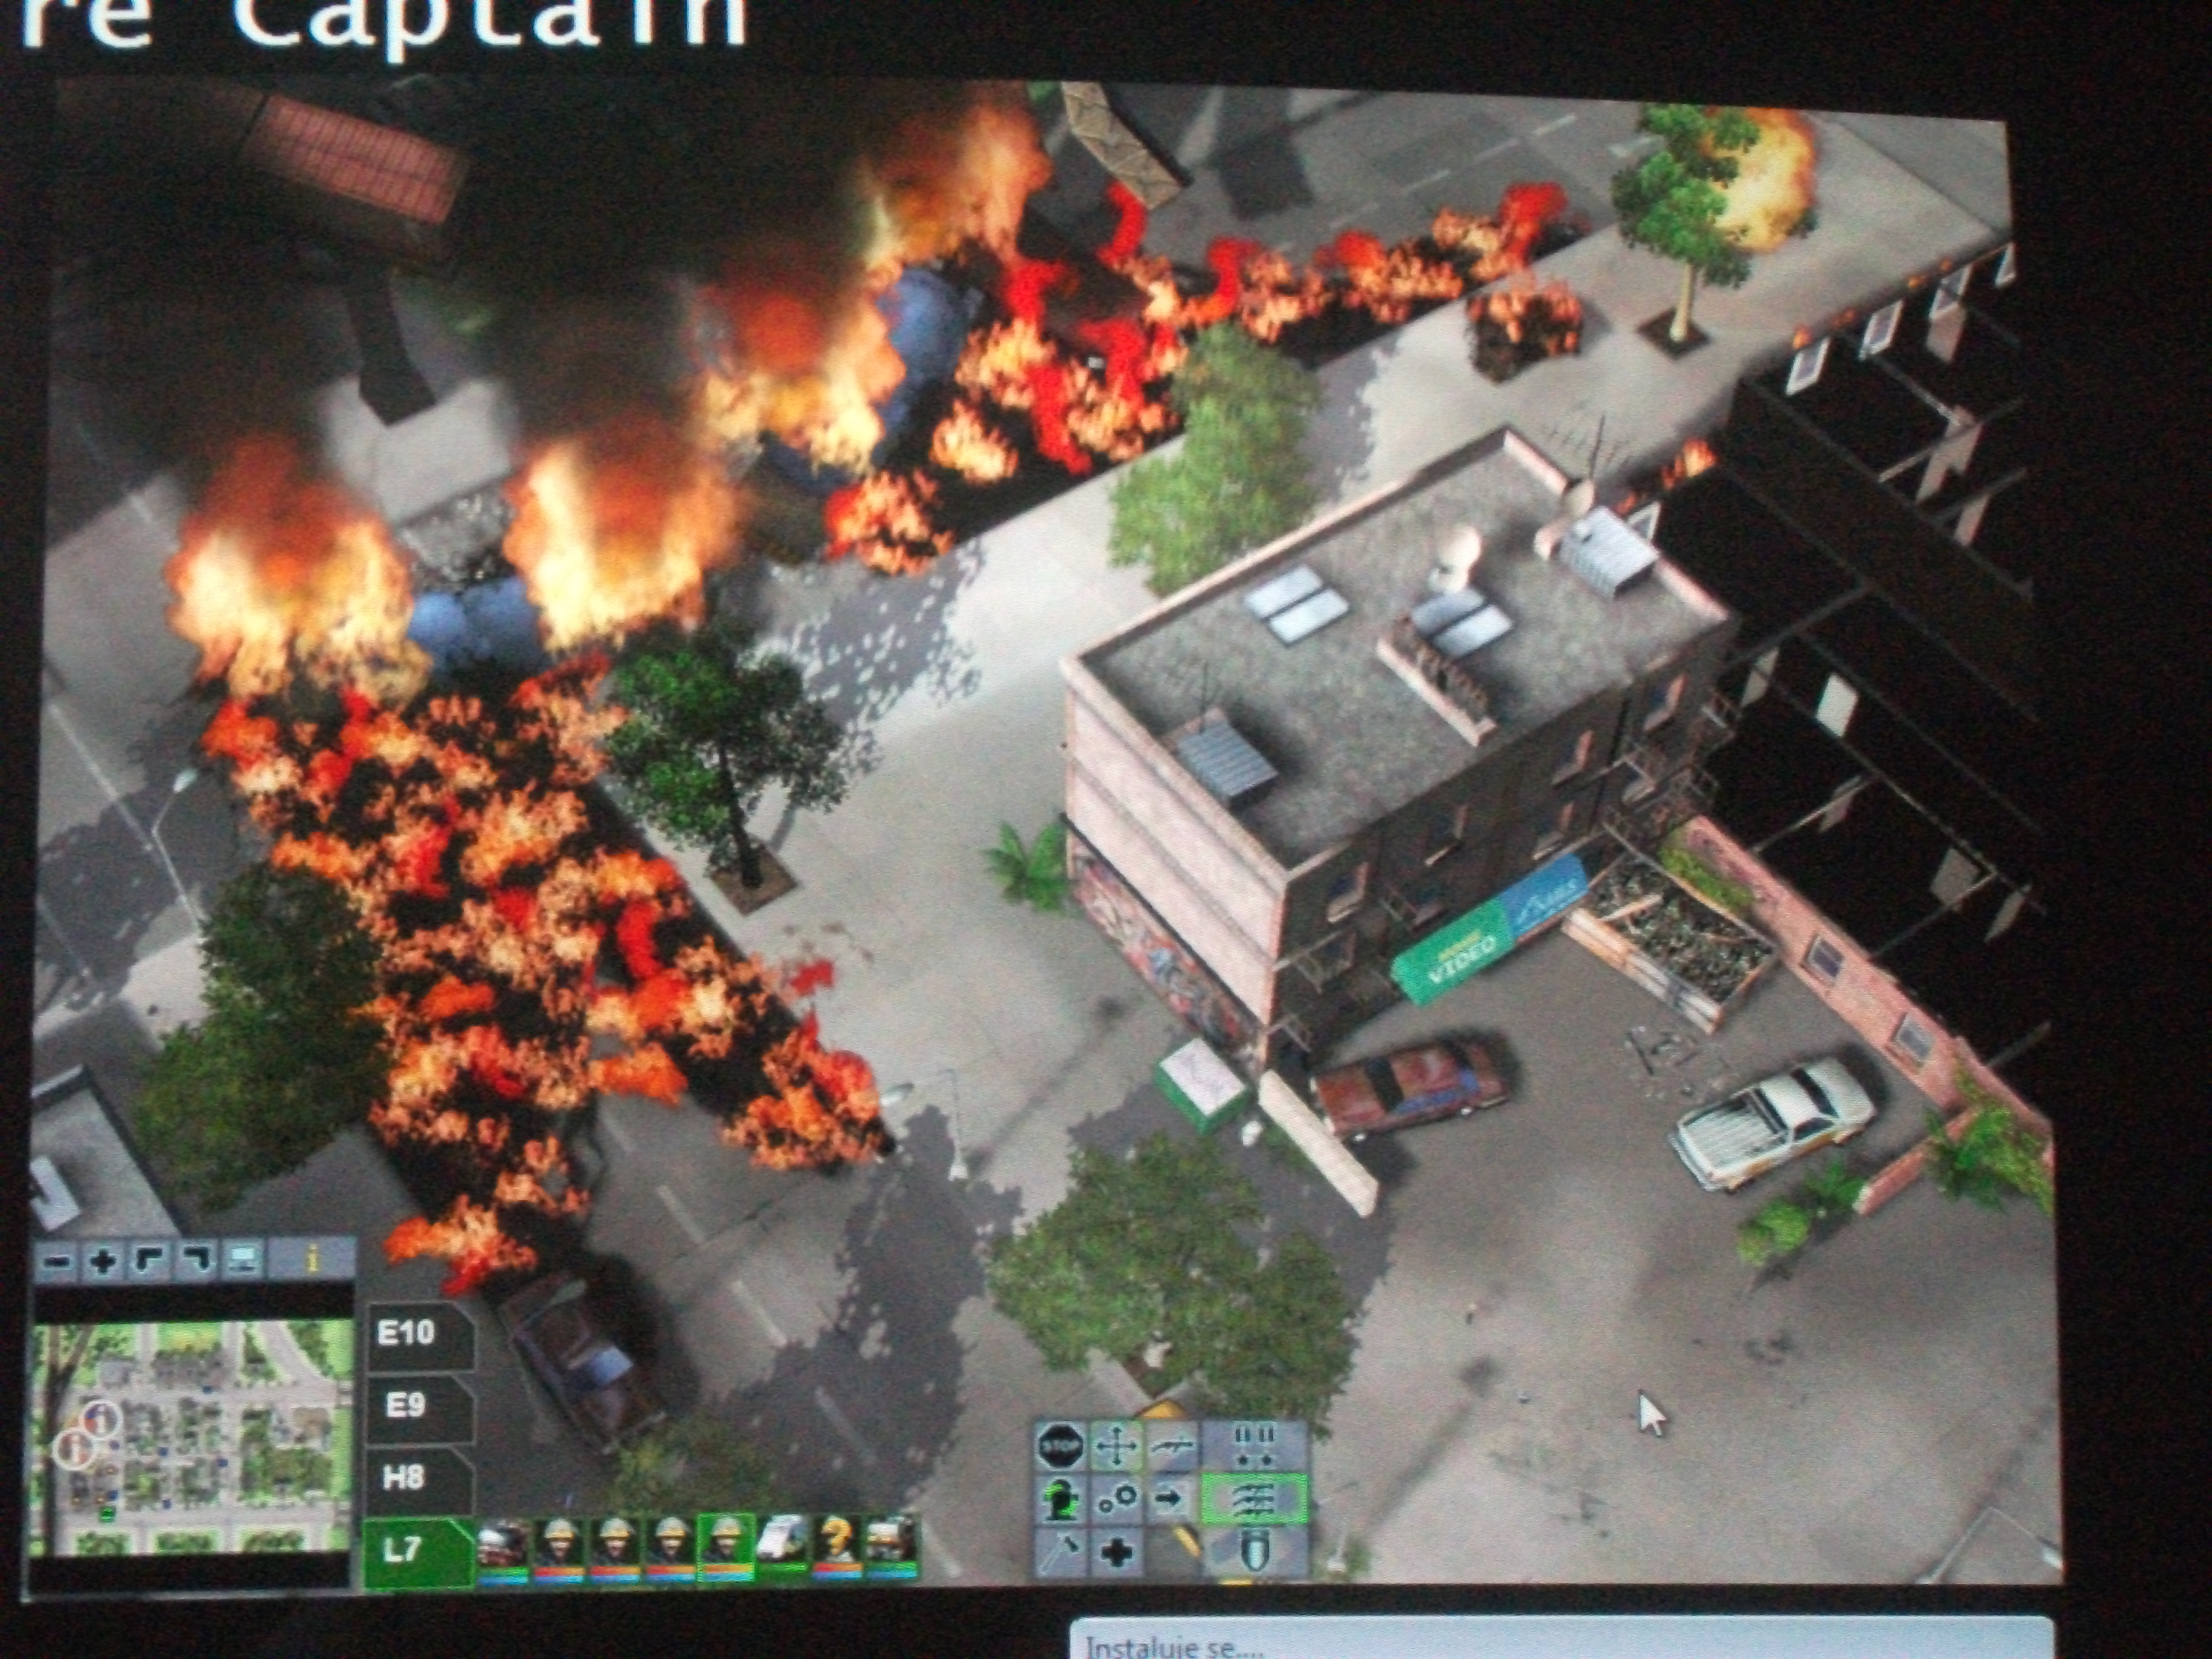 re Captain
VIDEO
i
E10
E9
H8
L7
STOP
Instaluje se....